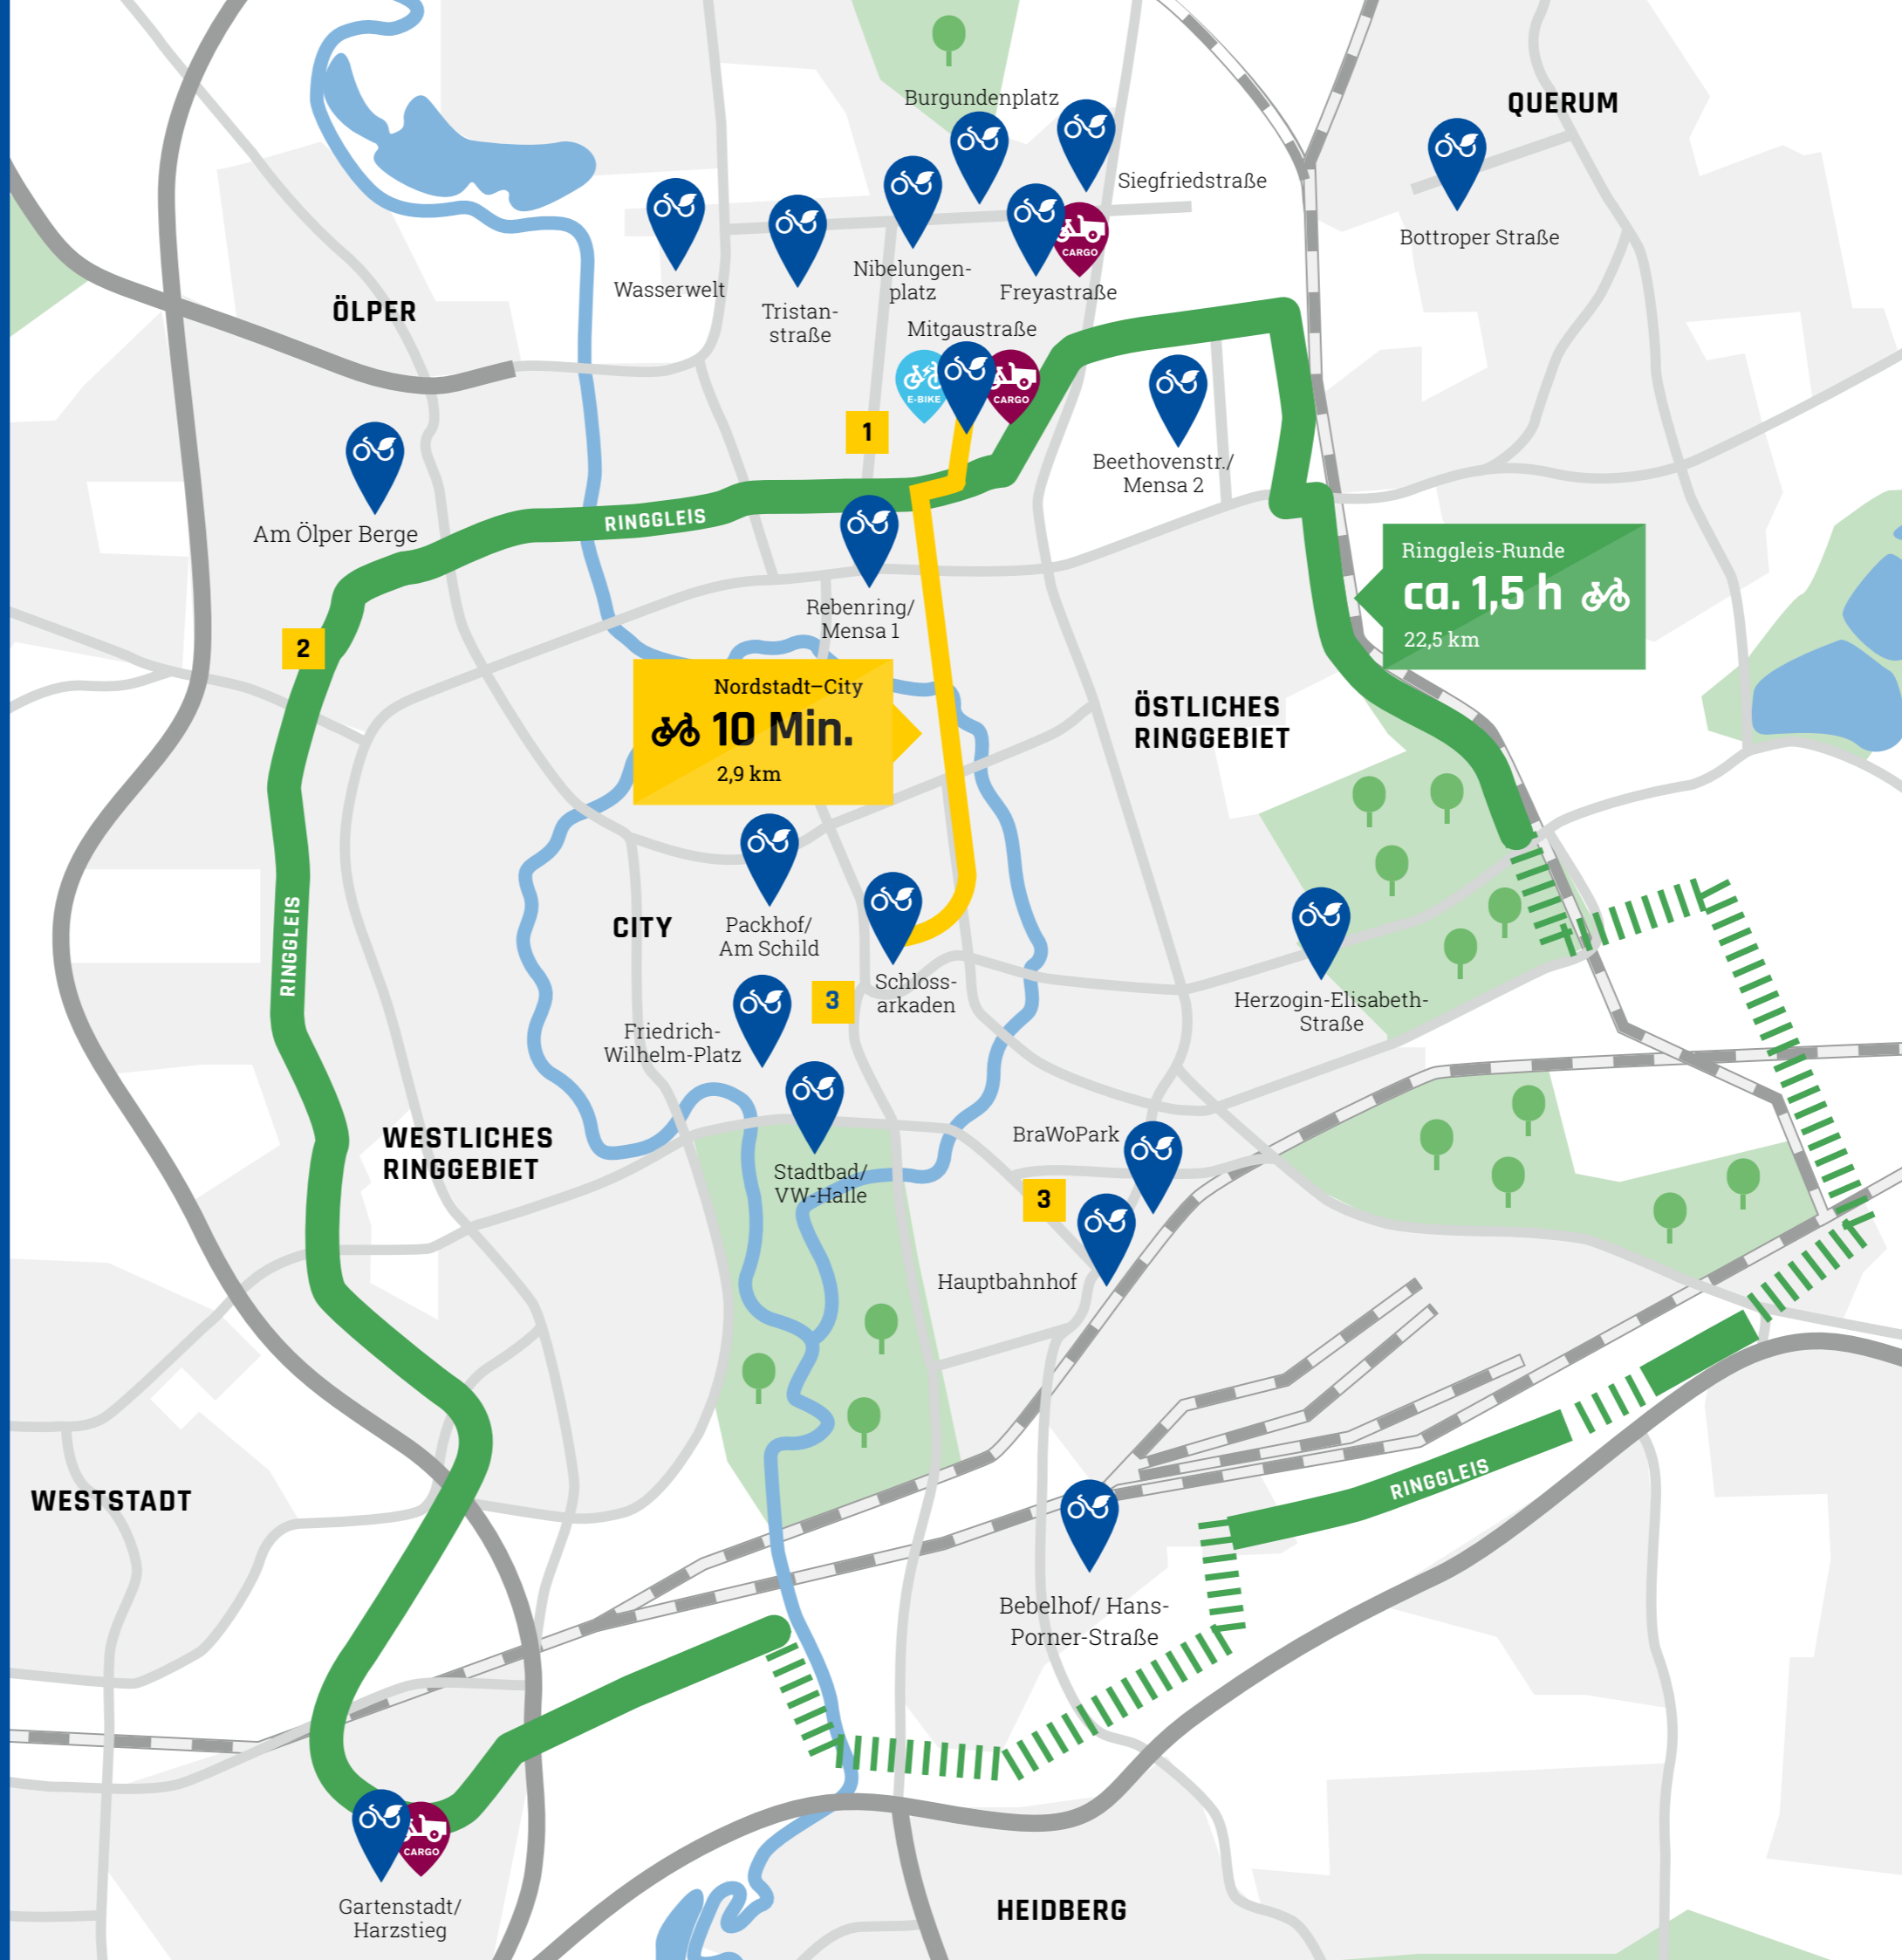 QUERUM
Burgundenplatz
Siegfriedstraße
Bottroper Straße
Wasserwelt
Tristan-
straße
Nibelungen-
platz
Freyastraße
CARGO
ÖLPER
Mitgaustraße
E-BIKE
CARGO
1
Beethovenstr./
Mensa 2
Am Ölper Berge
RINGGLEIS
Rebenring/
Mensa 1
Ringgleis-Runde
ca. 1,5 h
22,5 km
2
Nordstadt–City
10 Min.
2,9 km
ÖSTLICHES
RINGGEBIET
RINGGLEIS
CITY
Packhof/
Am Schild
Schloss-
arkaden
3
Friedrich-
Wilhelm-Platz
Herzogin-Elisabeth-
Straße
WESTLICHES
RINGGEBIET
Stadtbad/
VW-Halle
BraWoPark
3
Hauptbahnhof
WESTSTADT
RINGGLEIS
Bebelhof/ Hans-
Porner-Straße
CARGO
Gartenstadt/
Harzstieg
HEIDBERG